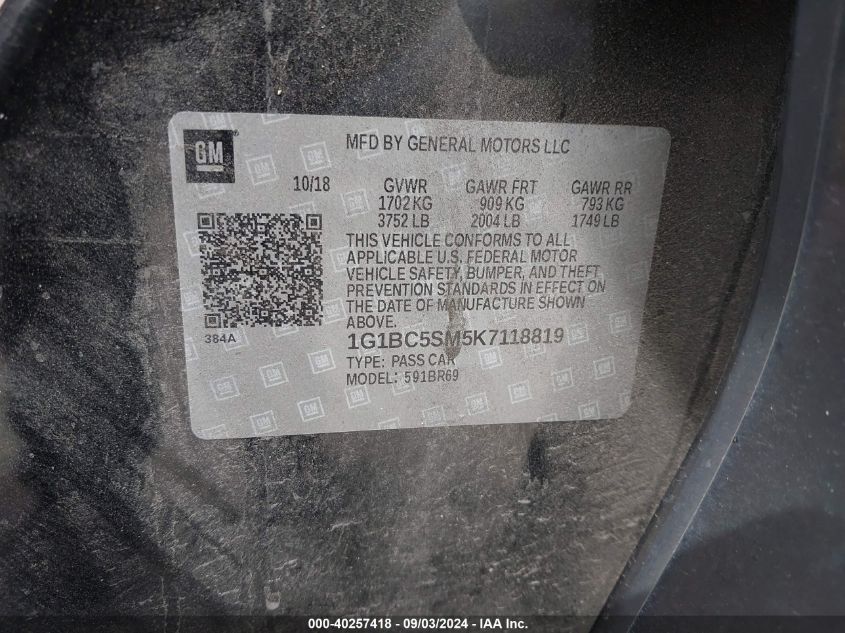 GM
MFD BY GENERAL MOTORS LLC
10/18 GVWR GAWR FRT GAWR RR
1702 KG 909 KG 793 KG
3752 LB 2004 LB 1749 LB
THIS VEHICLE CONFORMS TO ALL
APPLICABLE U.S. FEDERAL MOTOR
VEHICLE SAFETY, BUMPER, AND THEFT
PREVENTION STANDARDS IN EFFECT ON
THE DATE OF MANUFACTURE SHOWN
ABOVE.
384A
1G1BC5SM5K7118819
TYPE: PASS CAR
MODEL: 591BR69
000-40257418 - 09/03/2024 - IAA Inc.